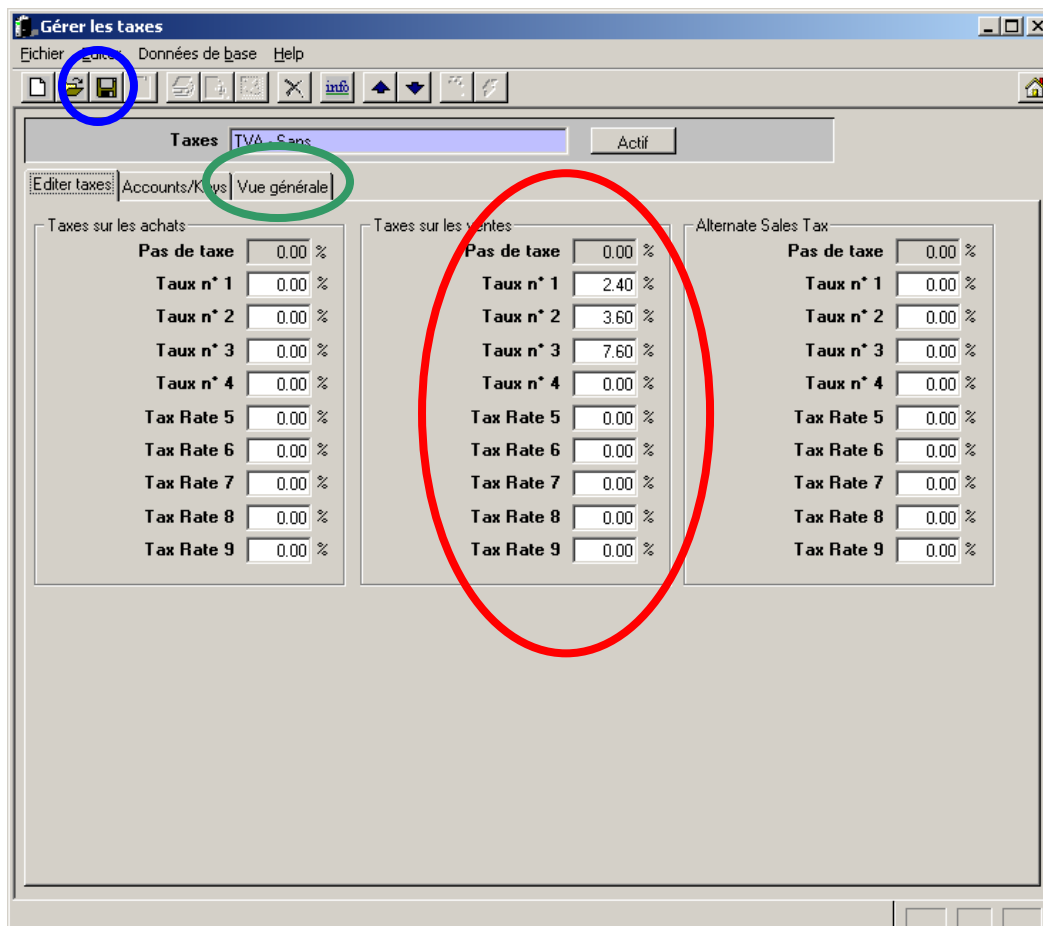 Gérer les taxes
Fichier Editer Données de base Help
info
Taxes TVA - Sans Actif
Editer taxes Accounts/Keys Vue générale
Taxes sur les achats Taxes sur les ventes Alternate Sales Tax
Pas de taxe 0.00 % Pas de taxe 0.00 % Pas de taxe 0.00 %
Taux n° 1 0.00 % Taux n° 1 2.40 % Taux n° 1 0.00 %
Taux n° 2 0.00 % Taux n° 2 3.60 % Taux n° 2 0.00 %
Taux n° 3 0.00 % Taux n° 3 7.60 % Taux n° 3 0.00 %
Taux n° 4 0.00 % Taux n° 4 0.00 % Taux n° 4 0.00 %
Tax Rate 5 0.00 % Tax Rate 5 0.00 % Tax Rate 5 0.00 %
Tax Rate 6 0.00 % Tax Rate 6 0.00 % Tax Rate 6 0.00 %
Tax Rate 7 0.00 % Tax Rate 7 0.00 % Tax Rate 7 0.00 %
Tax Rate 8 0.00 % Tax Rate 8 0.00 % Tax Rate 8 0.00 %
Tax Rate 9 0.00 % Tax Rate 9 0.00 % Tax Rate 9 0.00 %